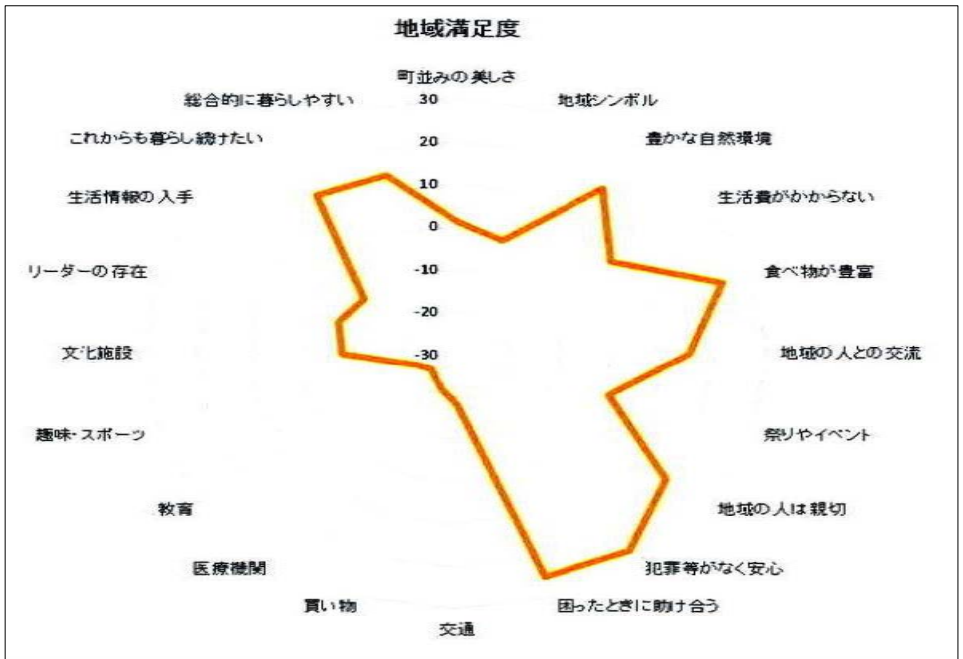 地域満足度
町並みの美しさ
地域シンボル
豊かな自然環境
生活費がかからない
食べ物が豊富
地域の人との交流
祭りやイベント
地域の人は親切
犯罪等がなく安心
困ったときに助け合う
交通
買い物
医療機関
教育
趣味・スポーツ
文化施設
リーダーの存在
生活情報の入手
これからも暮らし続けたい
総合的に暮らしやすい
30
20
10
0
-10
-20
-30